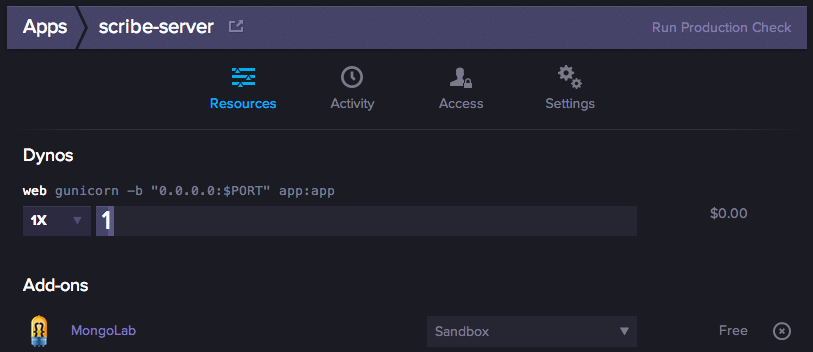 Apps scribe-server Run Production Check
Resources Activity Access Settings
Dynos
web gunicorn -b "0.0.0.0:$PORT" app:app
1X 1 $0.00
Add-ons
MongoLab Sandbox Free